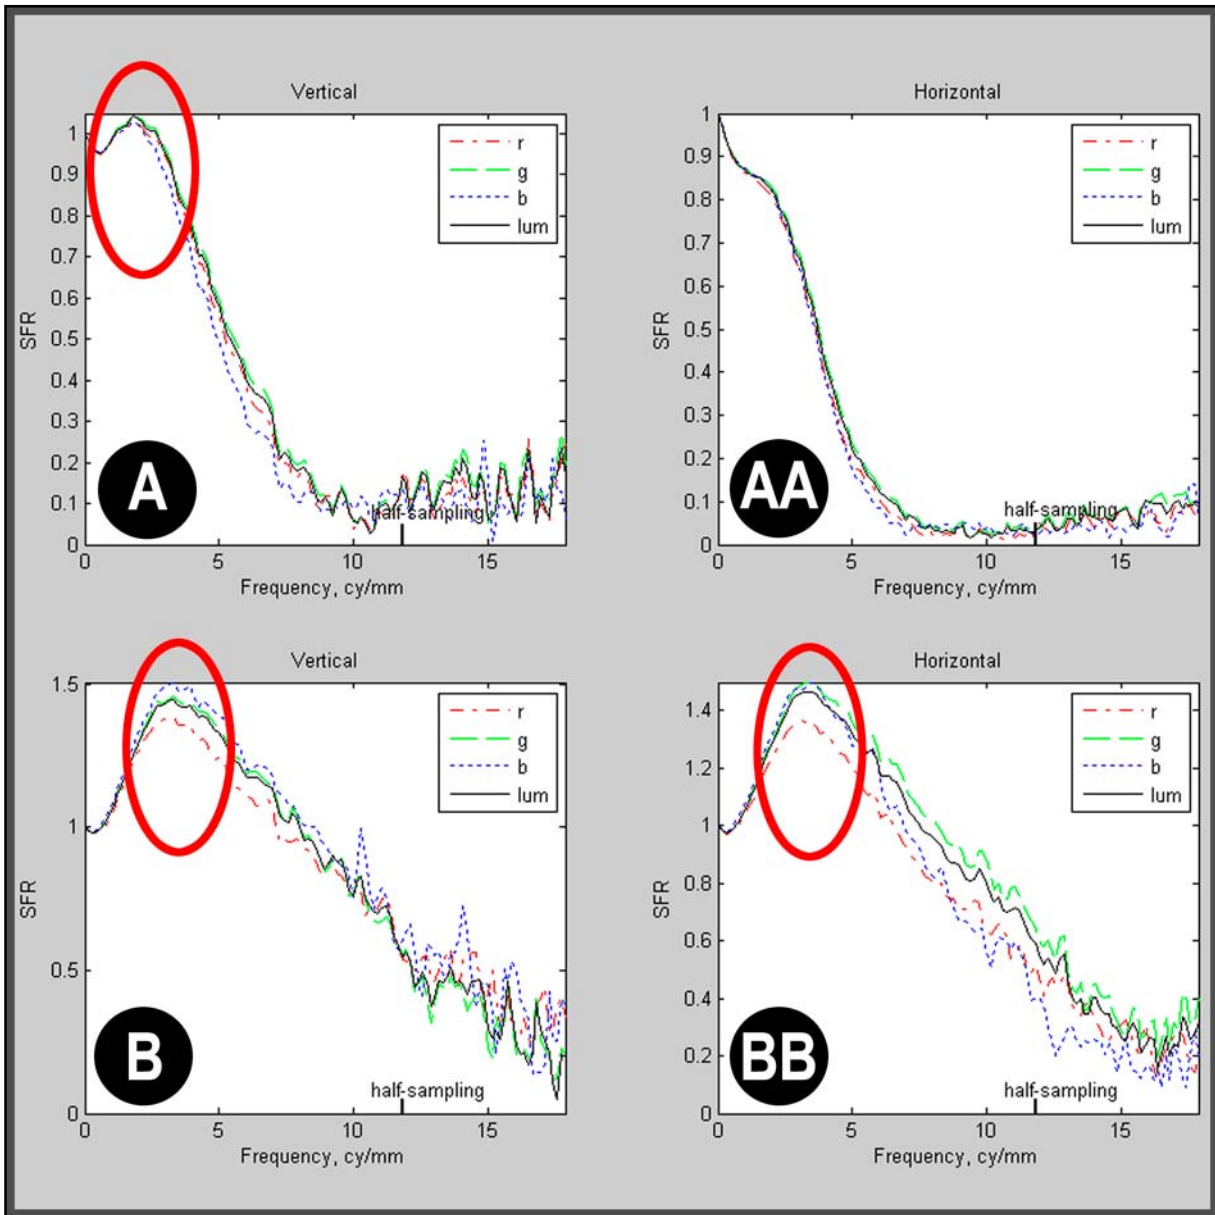 Vertical
1
0.9
0.8
0.7
0.6
0.5
0.4
0.3
0.2
0.1
0
SFR
r
g
b
lum
A
half-sampling
0 5 10 15
Frequency, cy/mm
Horizontal
1
0.9
0.8
0.7
0.6
0.5
0.4
0.3
0.2
0.1
0
SFR
r
g
b
lum
AA
half-sampling
0 5 10 15
Frequency, cy/mm
Vertical
1.5
1
0.5
0
SFR
r
g
b
lum
B
half-sampling
0 5 10 15
Frequency, cy/mm
Horizontal
1.4
1.2
1
0.8
0.6
0.4
0.2
0
SFR
r
g
b
lum
BB
half-sampling
0 5 10 15
Frequency, cy/mm